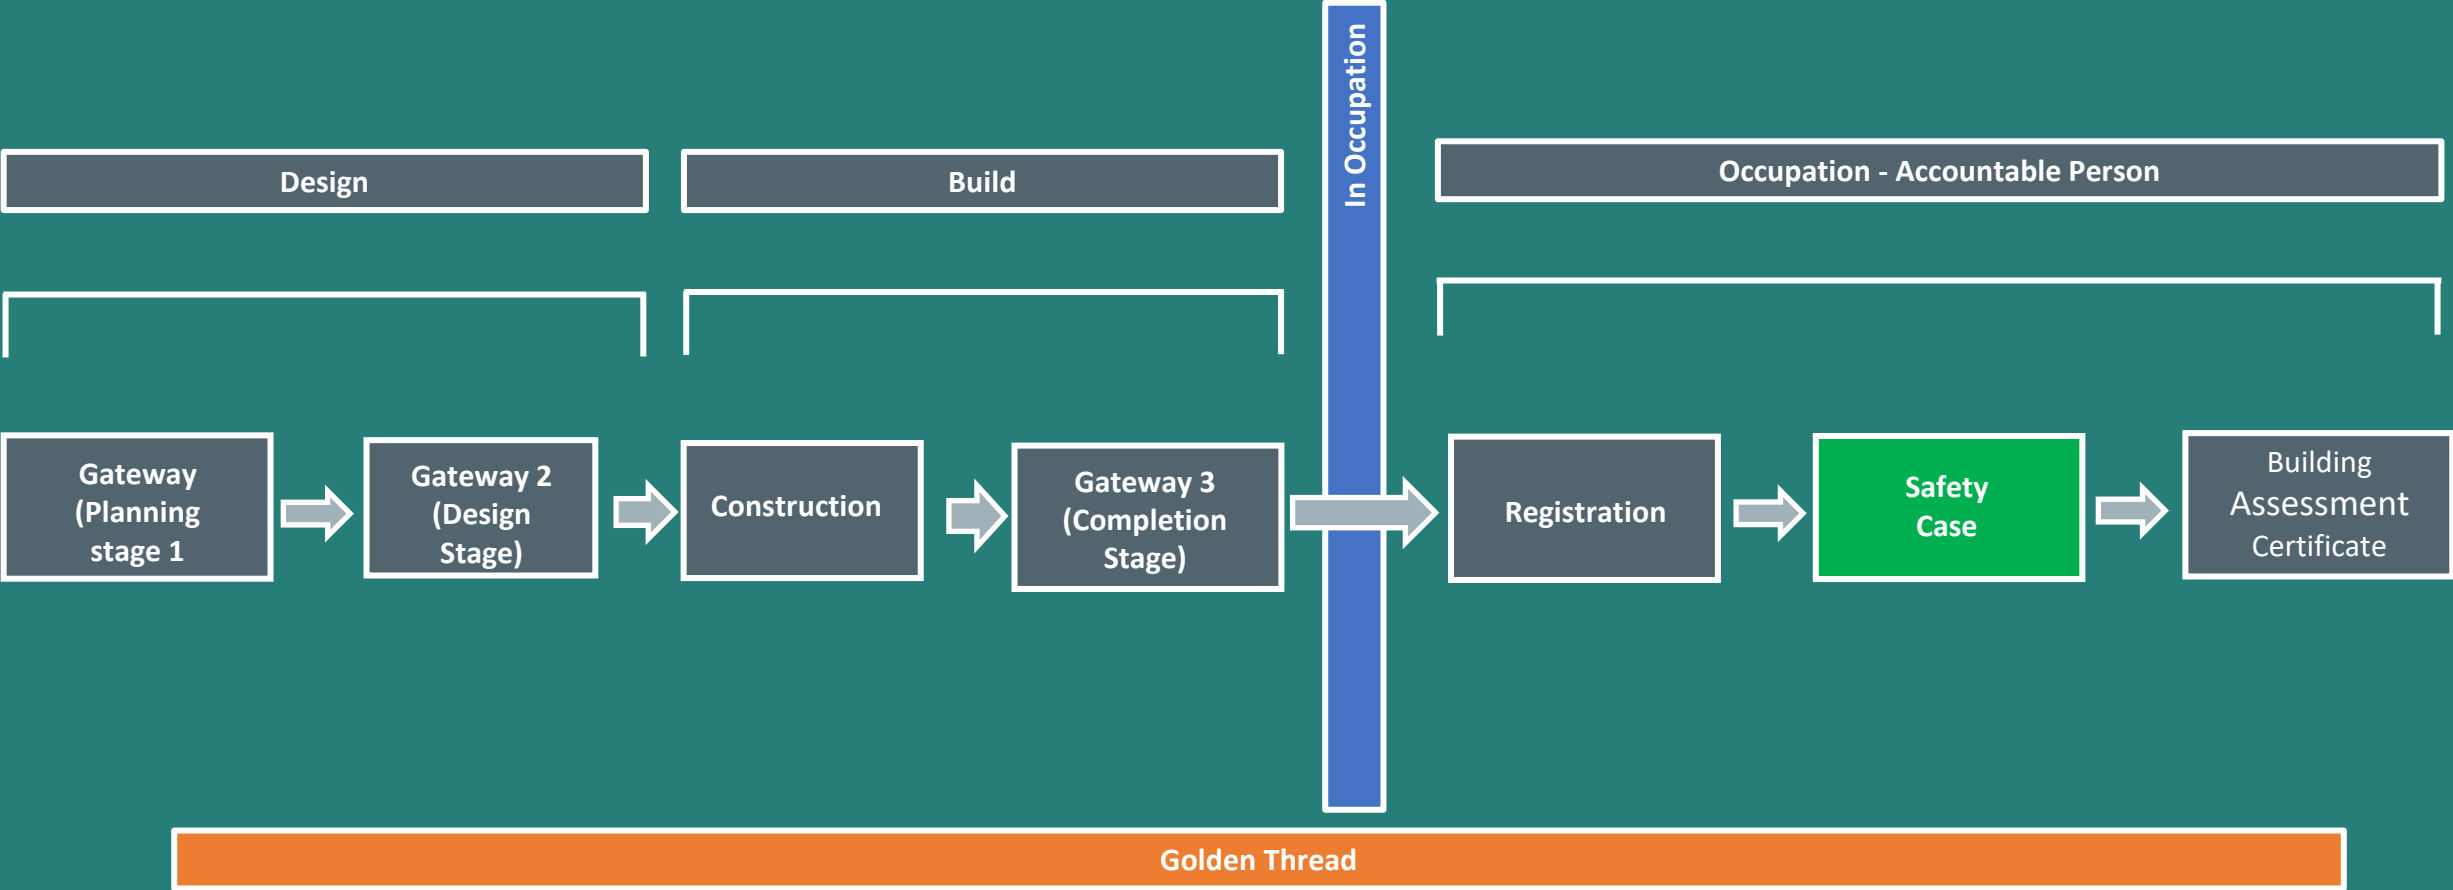 In Occupation
Design
Build
Occupation - Accountable Person
Gateway
(Planning
stage 1
Gateway 2
(Design
Stage)
Construction
Gateway 3
(Completion
Stage)
Registration
Safety
Case
Building
Assessment
Certificate
Golden Thread